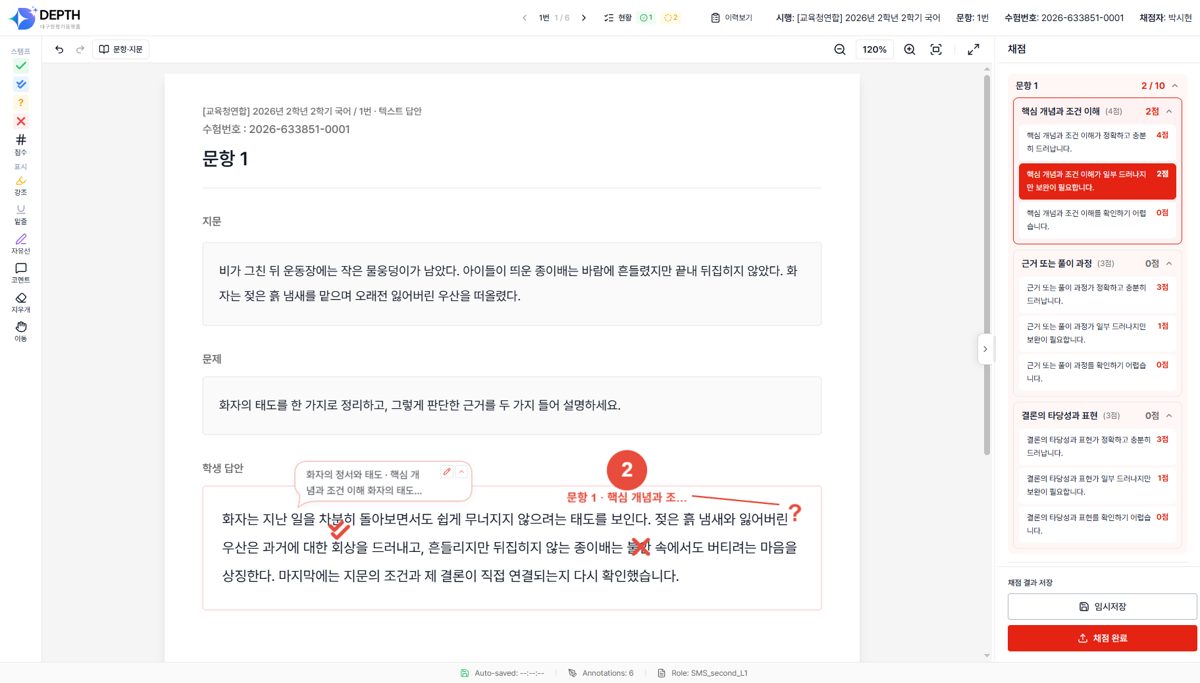 DEPTH
대구현평가플랫폼
1번 1 / 6
현황 1 2
이력보기
시행: [교육청연합] 2026년 2학년 2학기 국어
문항: 1번
수험번호: 2026-633851-0001
채점자: 박시현
스탬프
문항·지문
120%
채점
점수
표시
강조
밑줄
자유선
코멘트
지우개
이동
[교육청연합] 2026년 2학년 2학기 국어 / 1번 · 텍스트 답안
수험번호 : 2026-633851-0001
문항 1
지문
비가 그친 뒤 운동장에는 작은 물웅덩이가 남았다. 아이들이 띄운 종이배는 바람에 흔들렸지만 끝내 뒤집히지 않았다. 화
자는 젖은 흙 냄새를 맡으며 오래전 잃어버린 우산을 떠올렸다.
문제
화자의 태도를 한 가지로 정리하고, 그렇게 판단한 근거를 두 가지 들어 설명하세요.
학생 답안
화자의 정서와 태도 · 핵심 개
념과 조건 이해 화자의 태도...
2
문항 1 · 핵심 개념과 조...
?
화자는 지난 일을 차분히 돌아보면서도 쉽게 무너지지 않으려는 태도를 보인다. 젖은 흙 냄새와 잃어버린
우산은 과거에 대한 회상을 드러내고, 흔들리지만 뒤집히지 않는 종이배는 불안 속에서도 버티려는 마음을
상징한다. 마지막에는 지문의 조건과 제 결론이 직접 연결되는지 다시 확인했습니다.
문항 1 2 / 10
핵심 개념과 조건 이해 (4점) 2점
핵심 개념과 조건 이해가 정확하고 충분 4점
히 드러납니다.
핵심 개념과 조건 이해가 일부 드러나지 2점
만 보완이 필요합니다.
핵심 개념과 조건 이해를 확인하기 어렵 0점
습니다.
근거 또는 풀이 과정 (3점) 0점
근거 또는 풀이 과정가 정확하고 충분히 3점
드러납니다.
근거 또는 풀이 과정가 일부 드러나지만 1점
보완이 필요합니다.
근거 또는 풀이 과정를 확인하기 어렵습 0점
니다.
결론의 타당성과 표현 (3점) 0점
결론의 타당성과 표현가 정확하고 충분히 3점
드러납니다.
결론의 타당성과 표현가 일부 드러나지만 1점
보완이 필요합니다.
결론의 타당성과 표현를 확인하기 어렵습 0점
니다.
채점 결과 저장
임시저장
채점 완료
Auto-saved: --:--:--
Annotations: 6
Role: SMS_second_L1